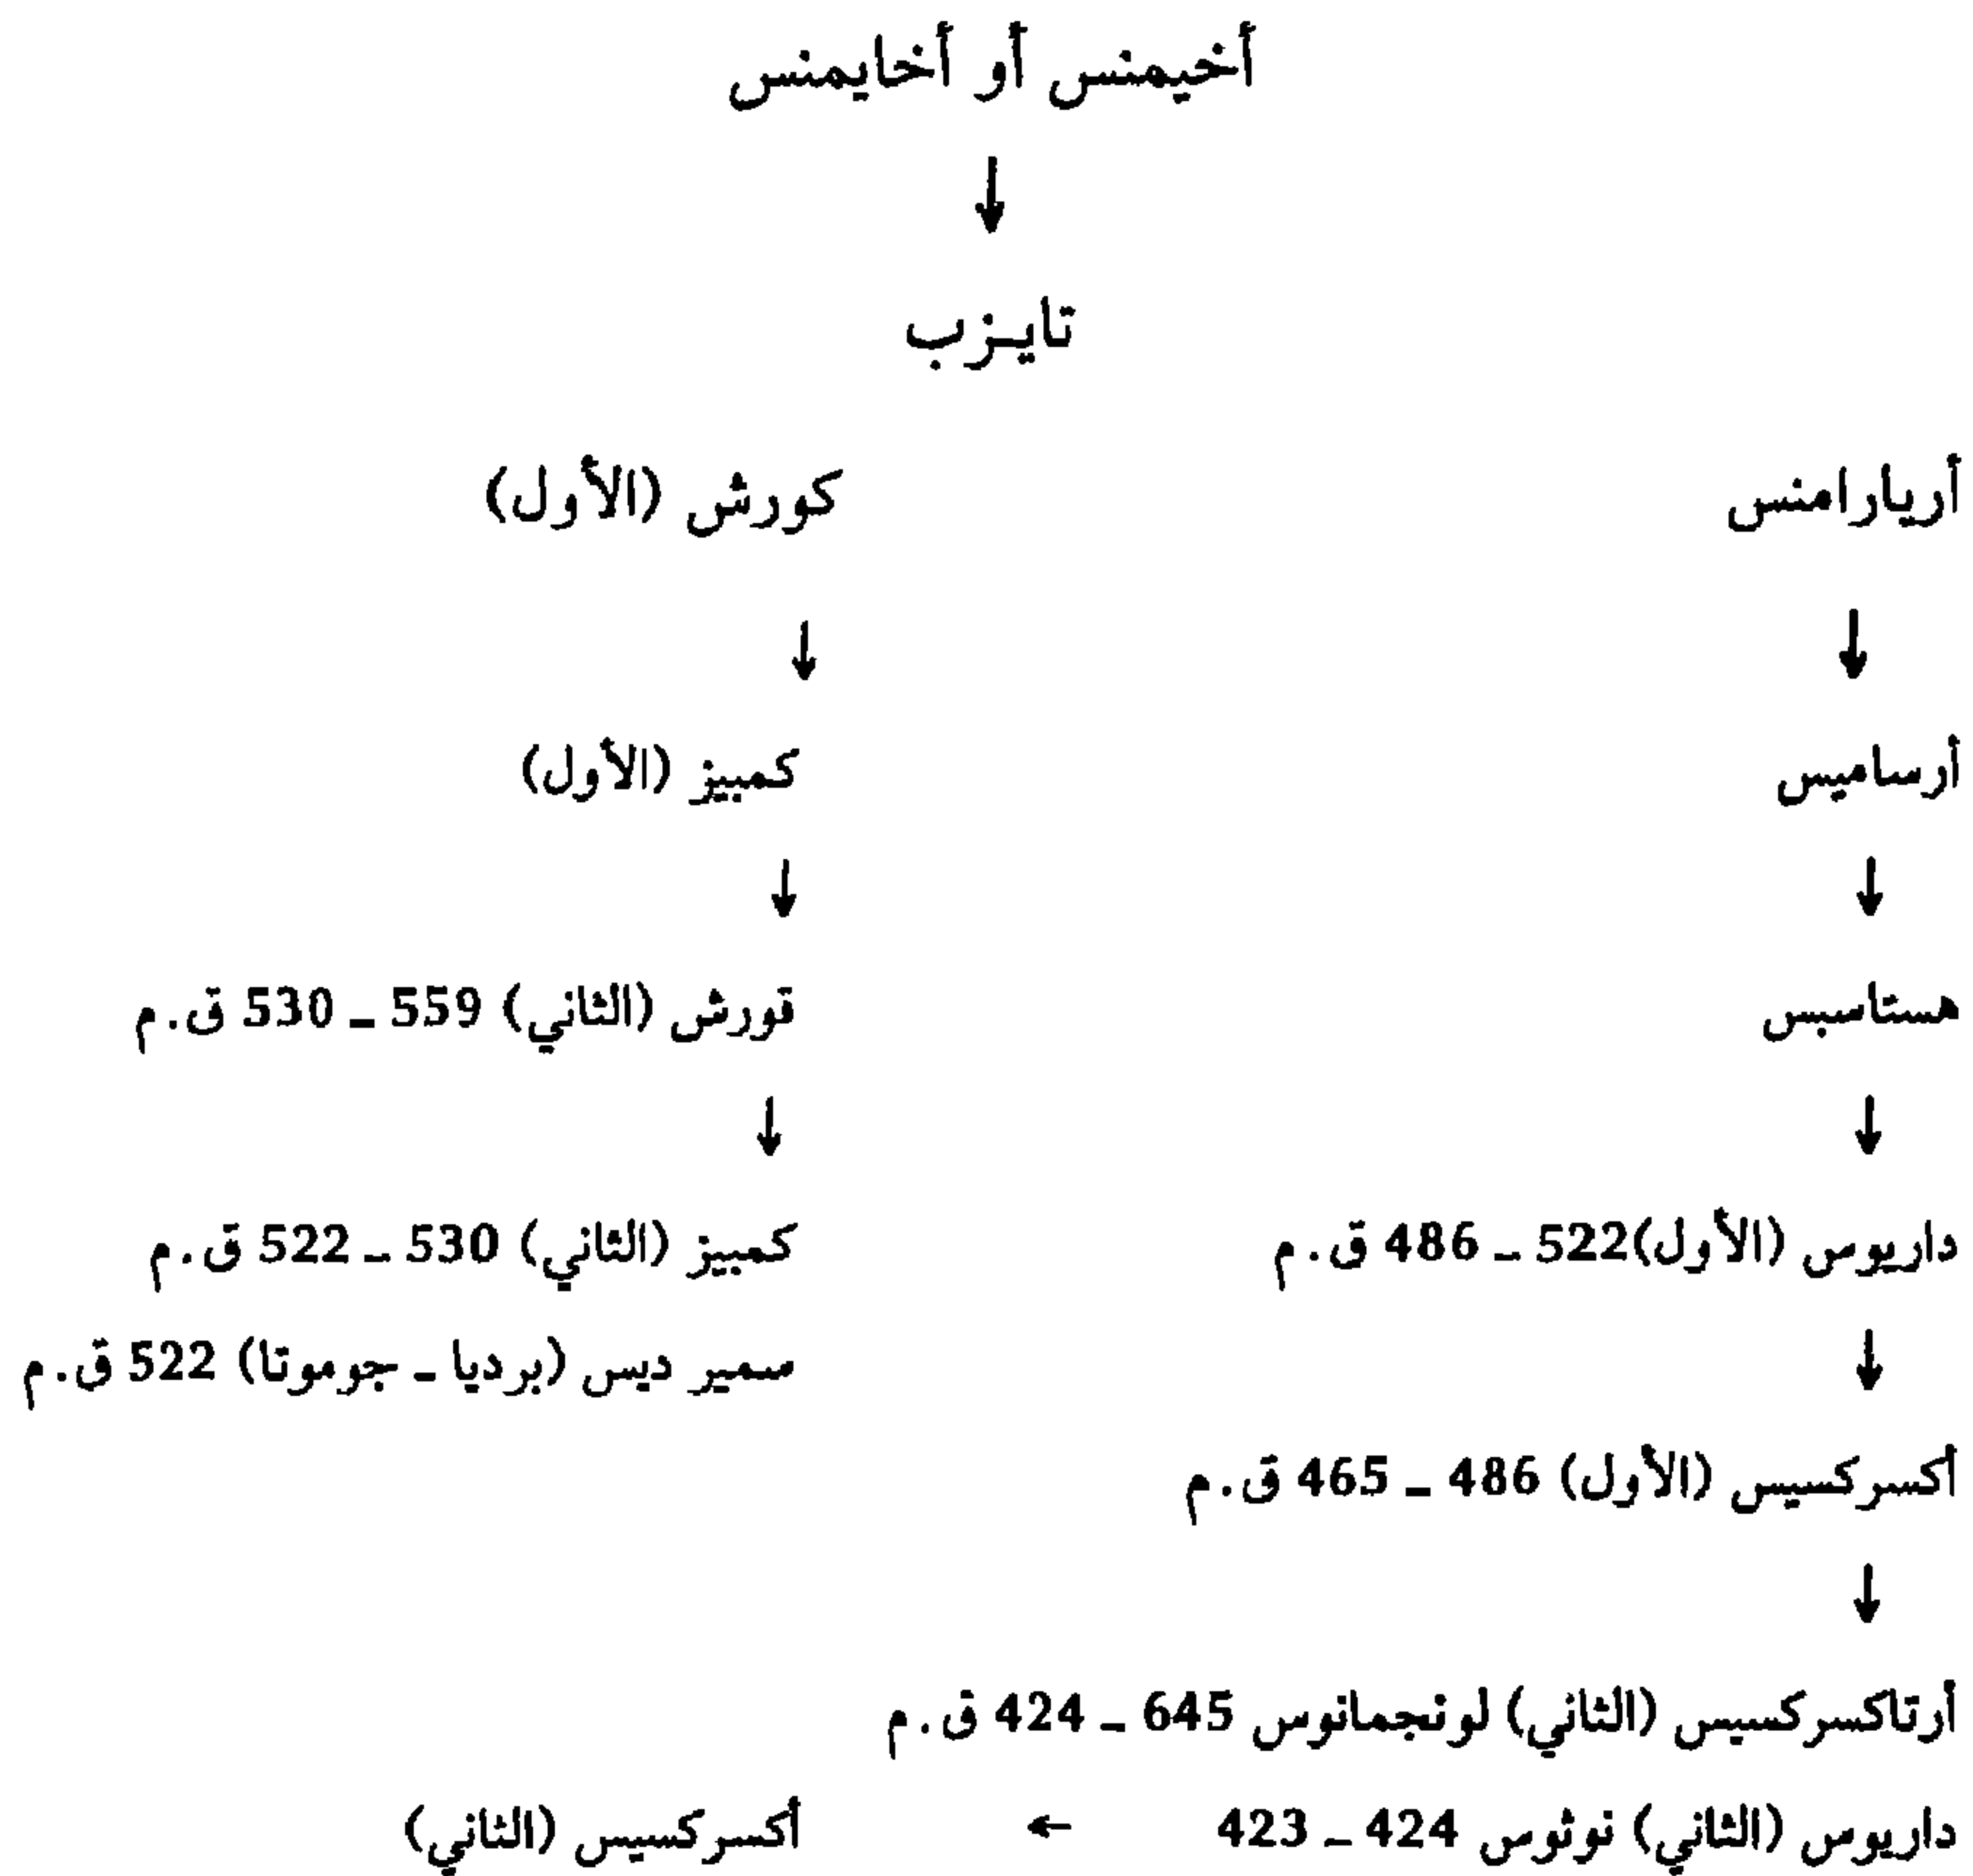 أخيمنس أو أخايمنس
↓
تايـزب
أريارامنس كورش (الأول)
↓ ↓
أرساميس كمبيز (الأول)
↓ ↓
هستاسبس قورش (الثاني) 559 ـ 530 ق.م
↓ ↓
داريوس (الأول)522 ـ 486 ق.م كمبيز (الثاني) 530 ـ 522 ق.م
↓ سمير ديس (برديا ـ جوموتا) 522 ق.م
أكسركسيس (الأول) 486 ـ 465 ق.م
↓
أرتاكسركسيس (الثاني) لونجمانوس 645 ـ 424 ق.م
داريوس (الثاني) نوثوس 424 ـ 423 ← أكسركسيس (الثاني)